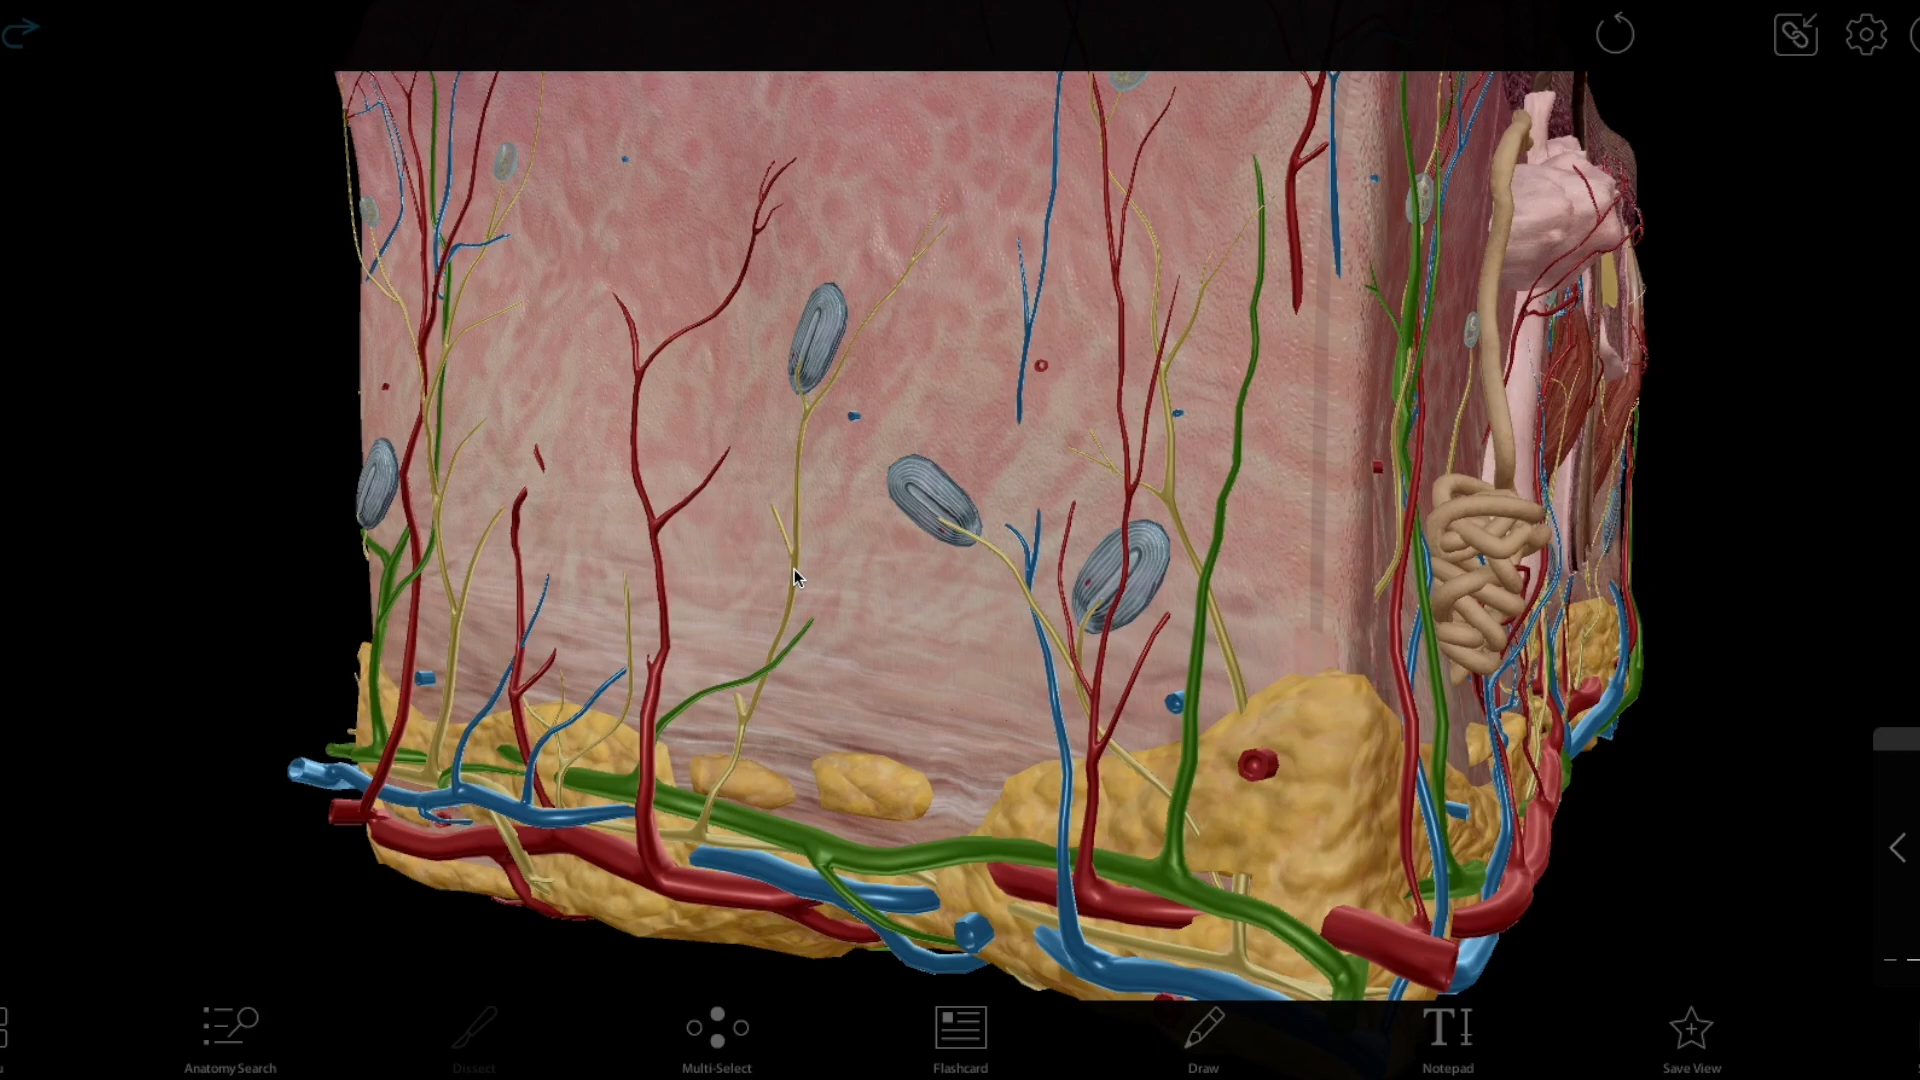 Anatomy Search
Dissect
Multi-Select
Flashcard
Draw
Notepad
Save View